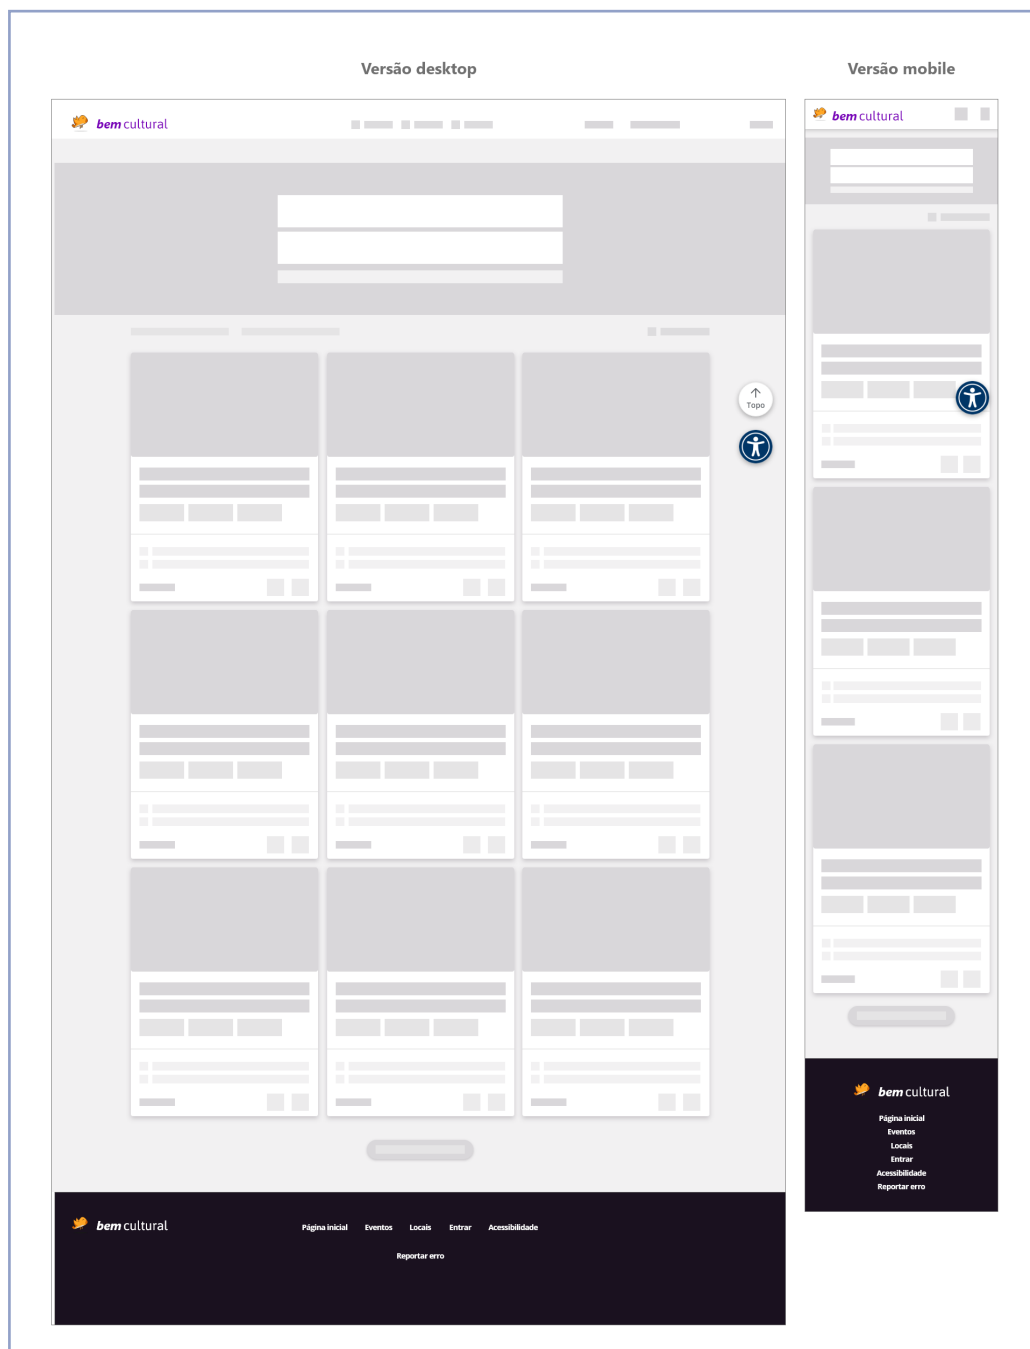 Versão desktop
Versão mobile
bem cultural
bem cultural
Topo
bem cultural
Página inicial
Eventos
Locais
Entrar
Acessibilidade
Reportar erro
bem cultural
Página inicial Eventos Locais Entrar Acessibilidade
Reportar erro